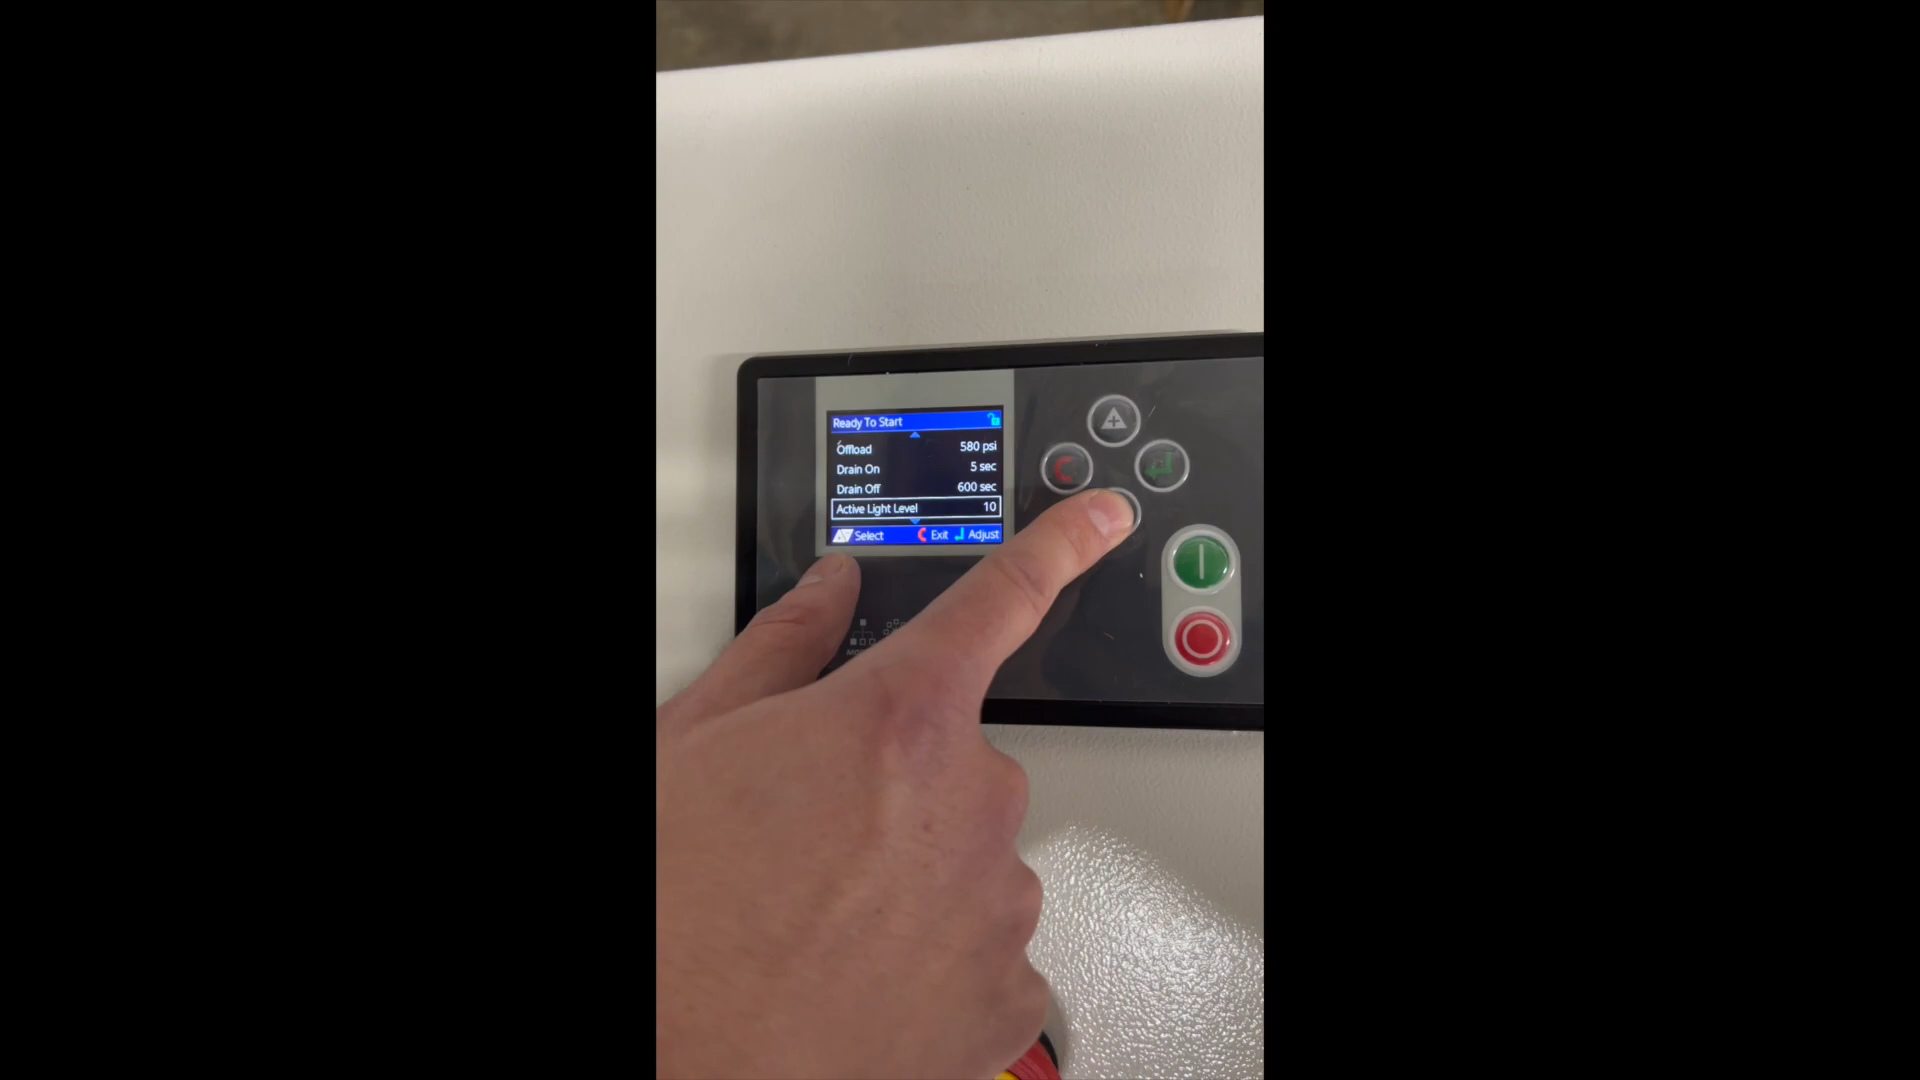 Ready To Start
Offload 580 psi
Drain On 5 sec
Drain Off 600 sec
Active Light Level 10
Select Exit Adjust